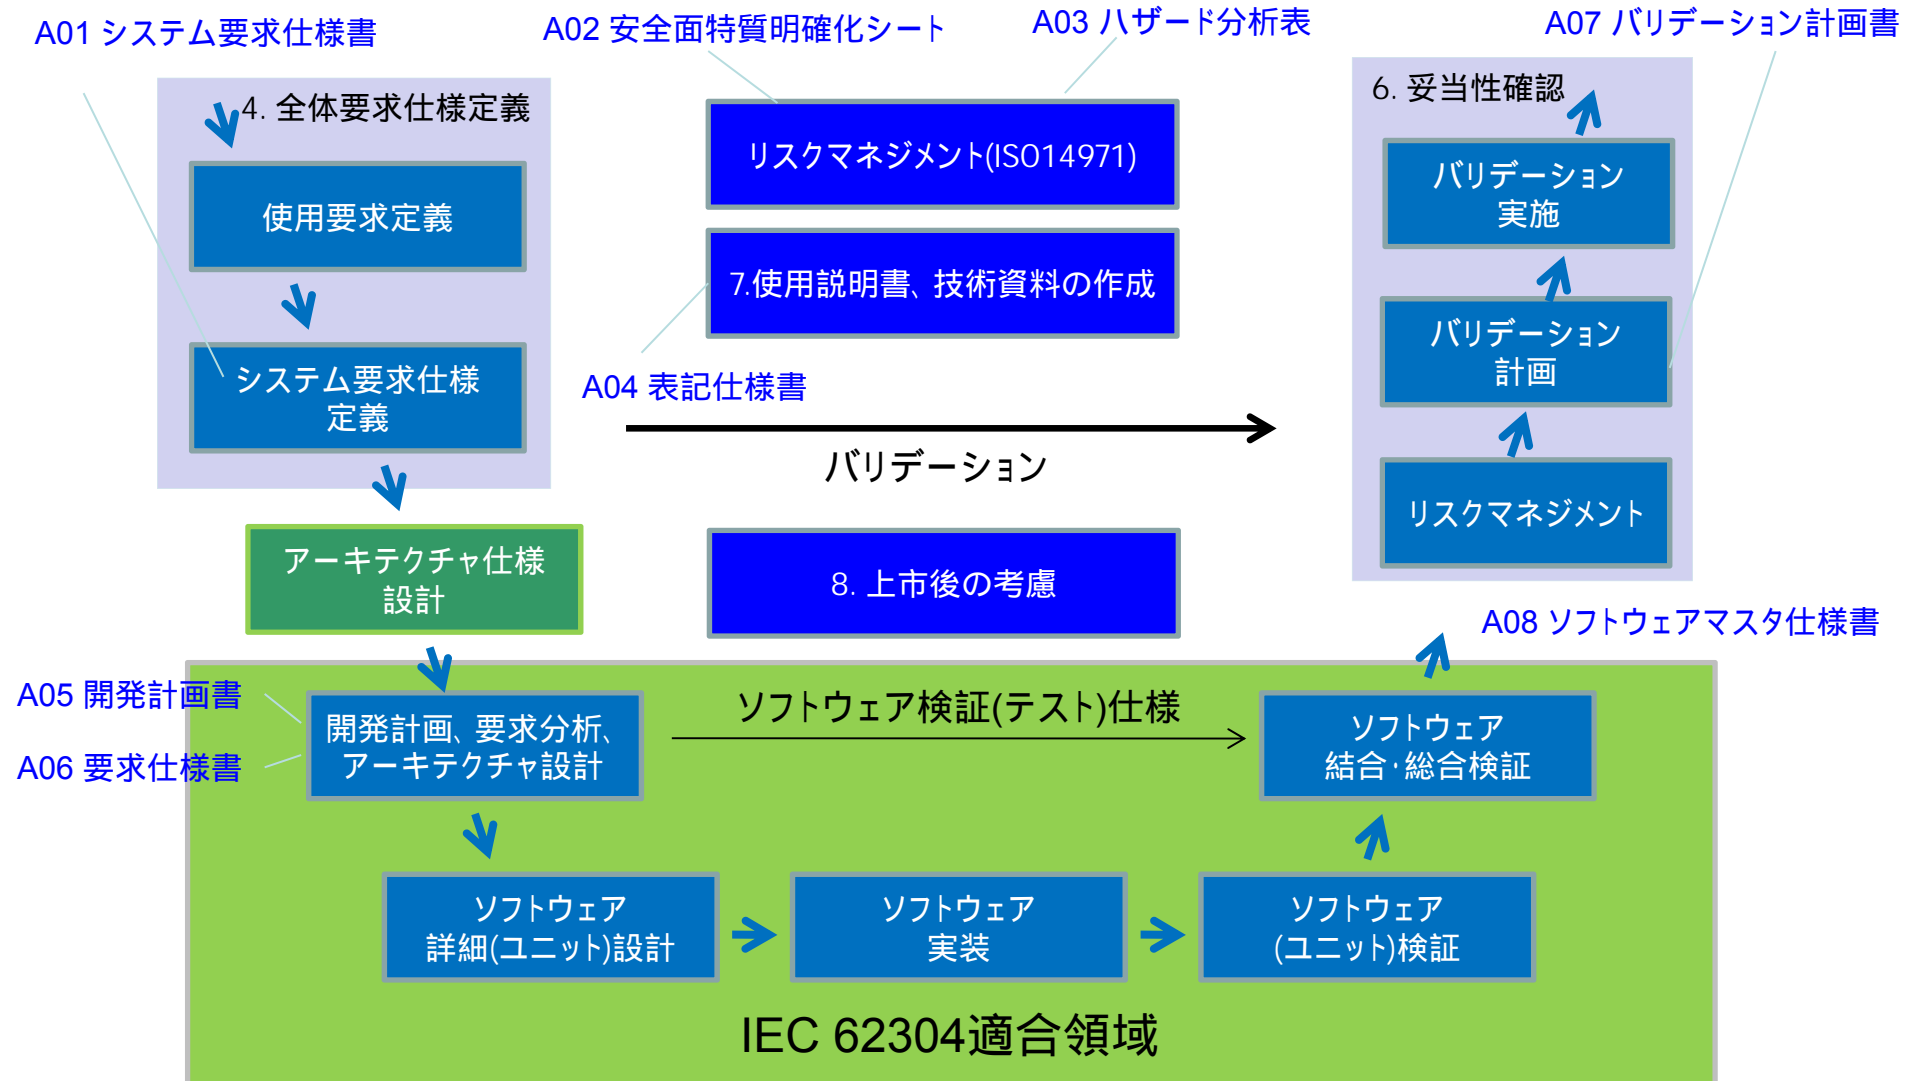 A01 システム要求仕様書
A02 安全面特質明確化シート
A03 ハザード分析表
A07 バリデーション計画書
4. 全体要求仕様定義
使用要求定義
システム要求仕様
定義
リスクマネジメント(ISO14971)
7.使用説明書、技術資料の作成
A04 表記仕様書
バリデーション
6. 妥当性確認
バリデーション
実施
バリデーション
計画
リスクマネジメント
アーキテクチャ仕様
設計
8. 上市後の考慮
A08 ソフトウェアマスタ仕様書
A05 開発計画書
A06 要求仕様書
開発計画、要求分析、
アーキテクチャ設計
ソフトウェア検証(テスト)仕様
ソフトウェア
結合・総合検証
ソフトウェア
詳細(ユニット)設計
ソフトウェア
実装
ソフトウェア
(ユニット)検証
IEC 62304適合領域